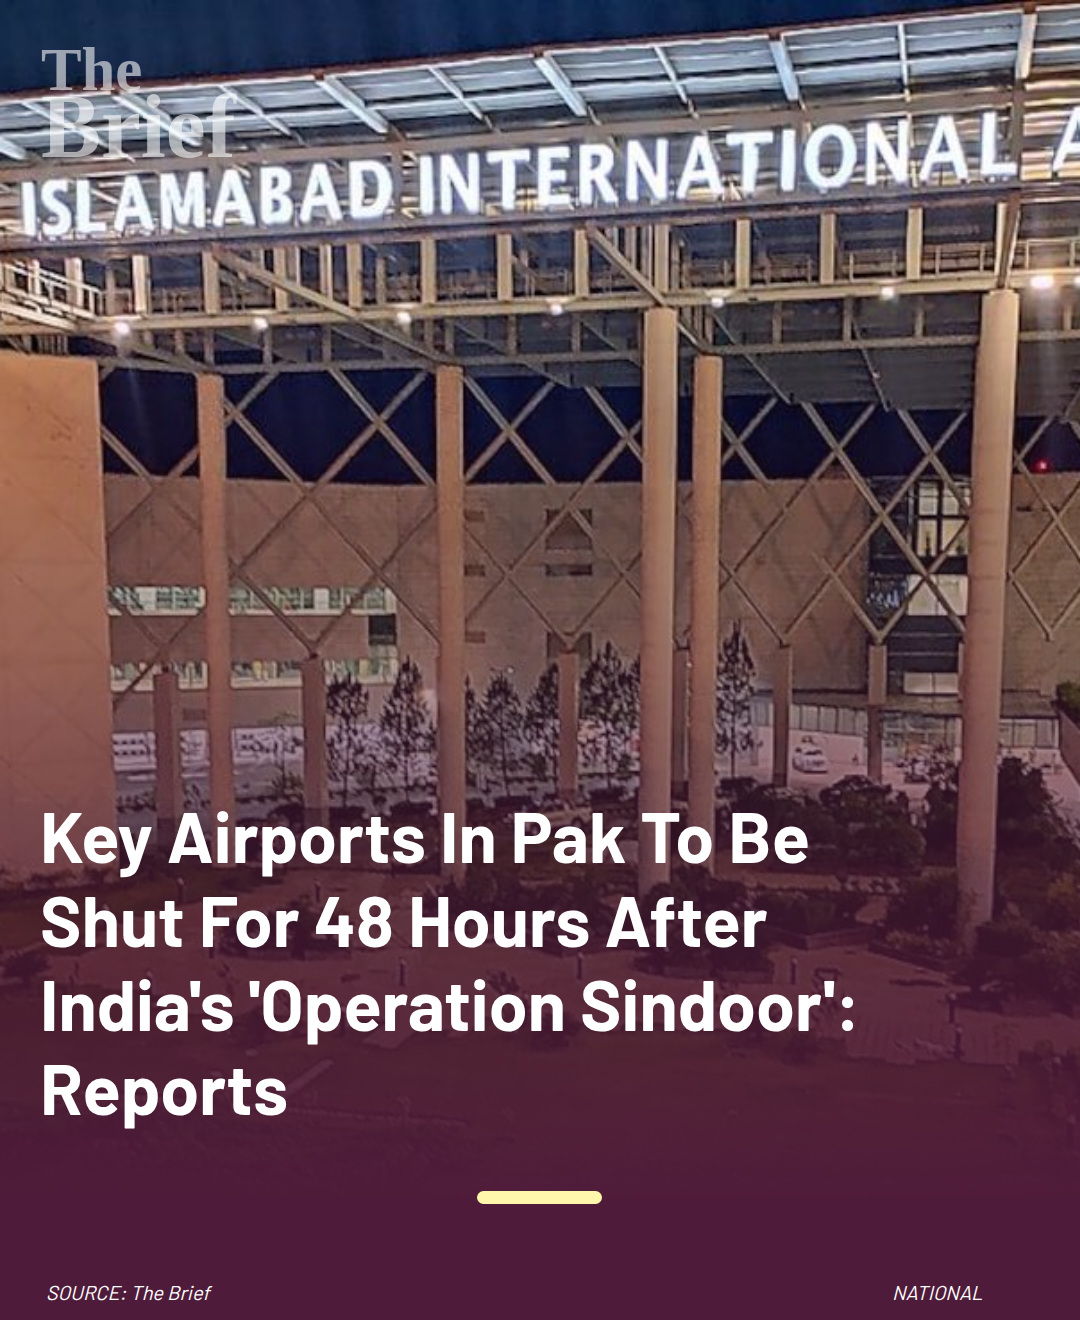 The
Brief
ISLAMABAD INTERNATIONAL A
Key Airports In Pak To Be
Shut For 48 Hours After
India's 'Operation Sindoor':
Reports
SOURCE: The Brief
NATIONAL